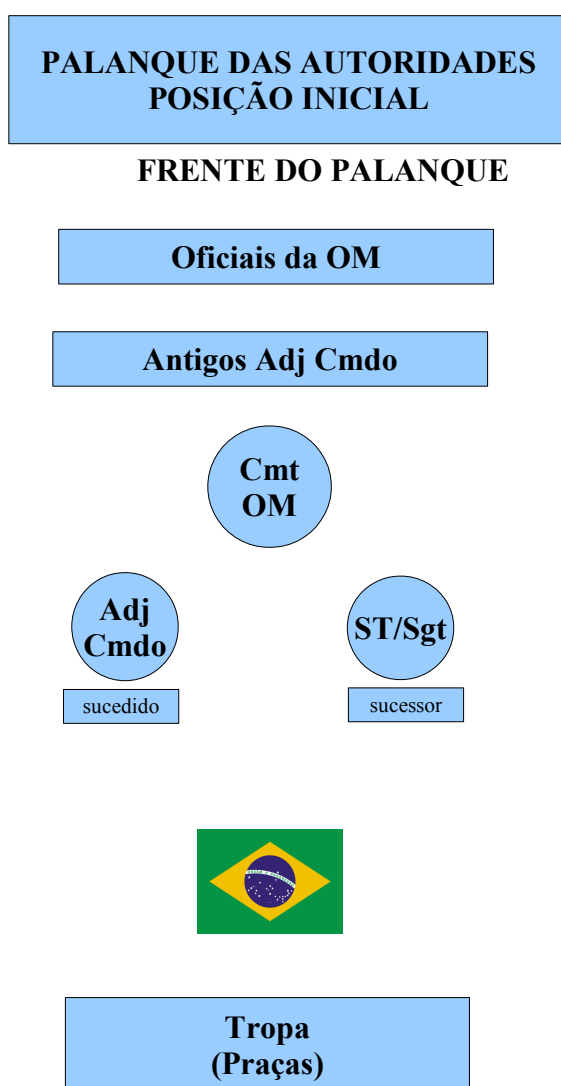 PALANQUE DAS AUTORIDADES
POSIÇÃO INICIAL
FRENTE DO PALANQUE
Oficiais da OM
Antigos Adj Cmdo
Cmt
OM
Adj
Cmdo
ST/Sgt
sucedido
sucessor
Tropa
(Praças)